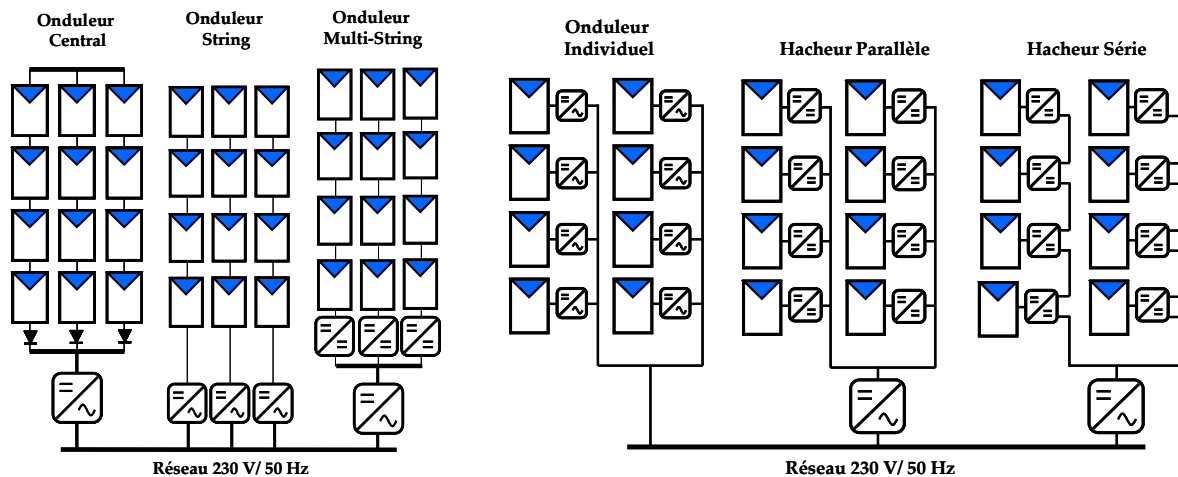 Onduleur
Central
Onduleur
String
Onduleur
Multi-String
Onduleur
Individuel
Hacheur Parallèle
Hacheur Série
Réseau 230 V/ 50 Hz
Réseau 230 V/ 50 Hz